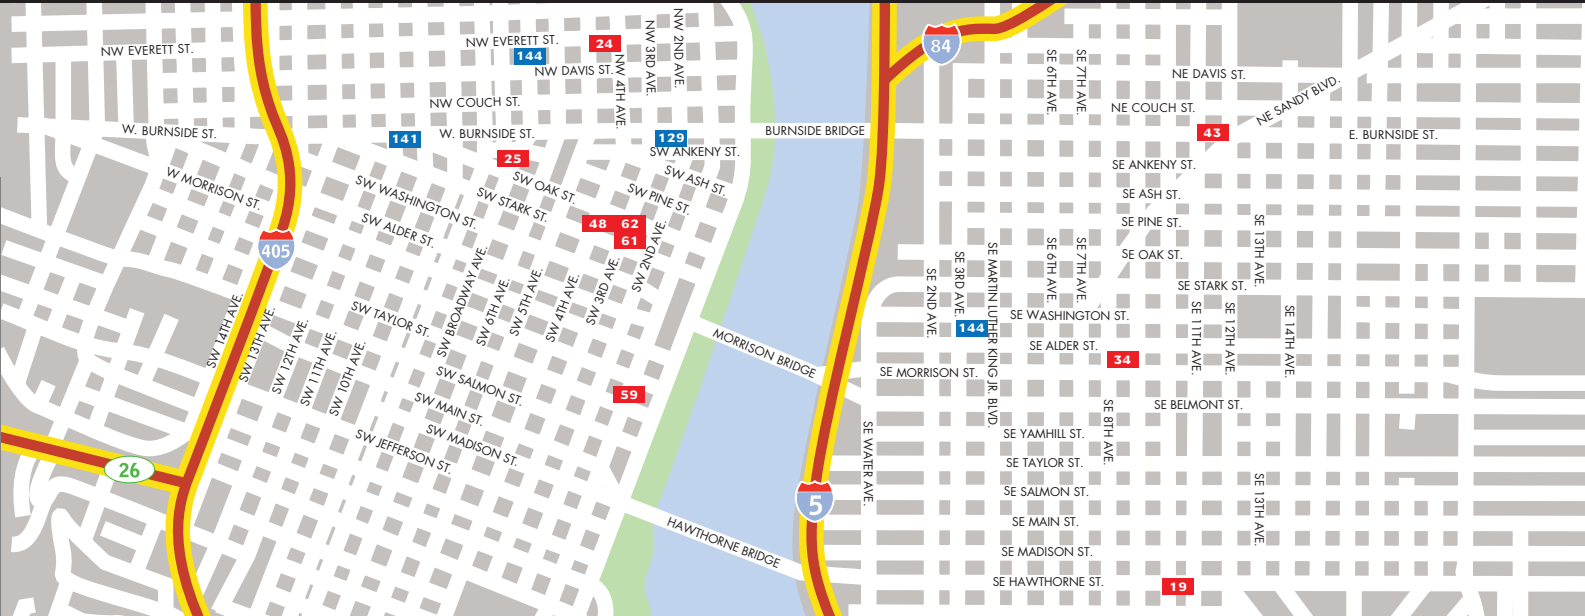 NW EVERETT ST.
NW EVERETT ST.
144
24
NW DAVIS ST.
NW 4TH AVE.
NW 3RD AVE.
NW 2ND AVE.
NW COUCH ST.
W. BURNSIDE ST.
141
W. BURNSIDE ST.
129
SW ANKENY ST.
25
BURNSIDE BRIDGE
84
SE 6TH AVE.
SE 7TH AVE.
NE DAVIS ST.
NE COUCH ST.
NE SANDY BLVD.
43
E. BURNSIDE ST.
SE ANKENY ST.
SE ASH ST.
SE PINE ST.
SE OAK ST.
W MORRISON ST.
SW WASHINGTON ST.
SW ALDER ST.
SW OAK ST.
SW STARK ST.
SW ASH ST.
SW PINE ST.
48 62
61
405
SW 14TH AVE.
SW 13TH AVE.
SW 12TH AVE.
SW 11TH AVE.
SW 10TH AVE.
SW TAYLOR ST.
SW BROADWAY AVE.
SW 6TH AVE.
SW 5TH AVE.
SW 4TH AVE.
SW 3RD AVE.
SW 2ND AVE.
SE 2ND AVE.
SE 3RD AVE.
SE MARTIN LUTHER KING JR. BLVD.
SE 6TH AVE.
SE 7TH AVE.
SE 13TH AVE.
SE STARK ST.
SE WASHINGTON ST.
144
SE ALDER ST.
34
SE 11TH AVE.
SE 12TH AVE.
SE 14TH AVE.
MORRISON BRIDGE
SE MORRISON ST.
SW SALMON ST.
SW MAIN ST.
SW MADISON ST.
SW JEFFERSON ST.
59
SE BELMONT ST.
SE 8TH AVE.
SE YAMHILL ST.
SE TAYLOR ST.
SE SALMON ST.
SE MAIN ST.
SE MADISON ST.
SE HAWTHORNE ST.
SE WATER AVE.
SE 13TH AVE.
26
5
HAWTHORNE BRIDGE
19